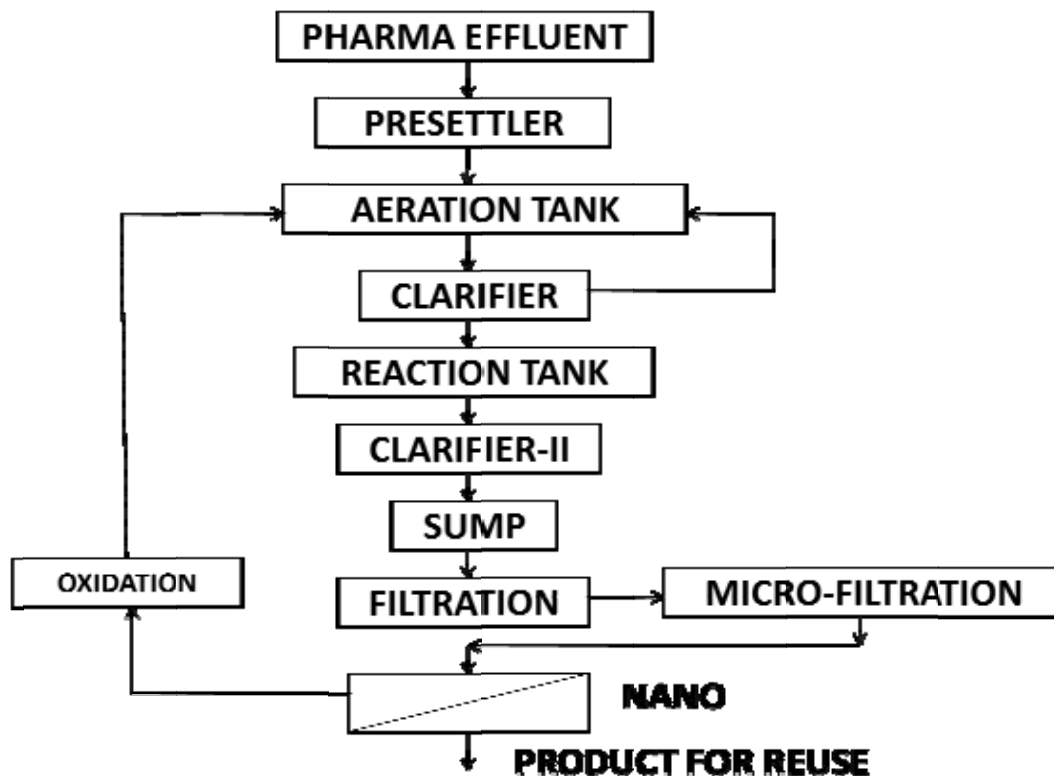 PHARMA EFFLUENT
PRESETTLER
AERATION TANK
CLARIFIER
REACTION TANK
CLARIFIER-II
SUMP
OXIDATION
FILTRATION
MICRO-FILTRATION
NANO
PRODUCT FOR REUSE